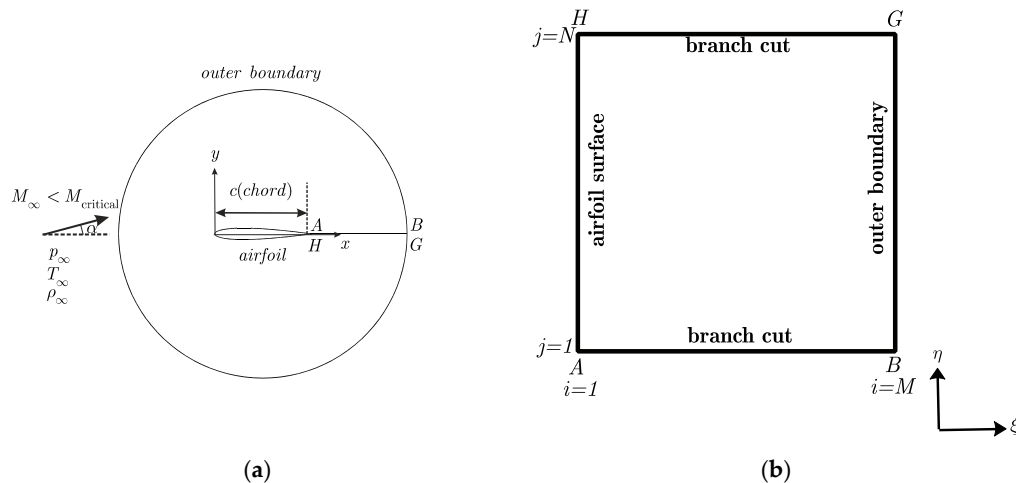 outer boundary
y
c(chord)
M∞ < Mcritical
α
A
B
H
x
G
airfoil
p∞
T∞
ρ∞
(a)
H
G
j=N
branch cut
airfoil surface
outer boundary
branch cut
j=1
A
B
i=1
i=M
η
ξ
(b)